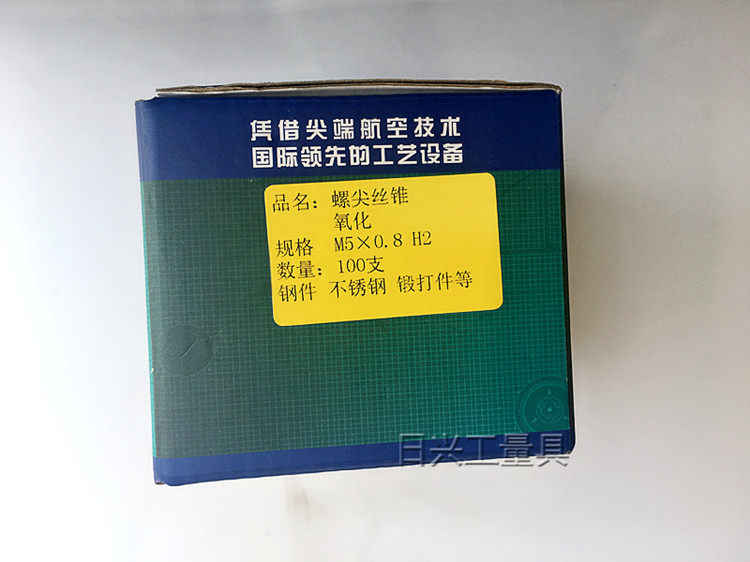 凭借尖端航空技术
国际领先的工艺设备
品名：螺尖丝锥
氧化
规格 M5×0.8 H2
数量：100支
钢件 不锈钢 锻打件等
日兴工量具